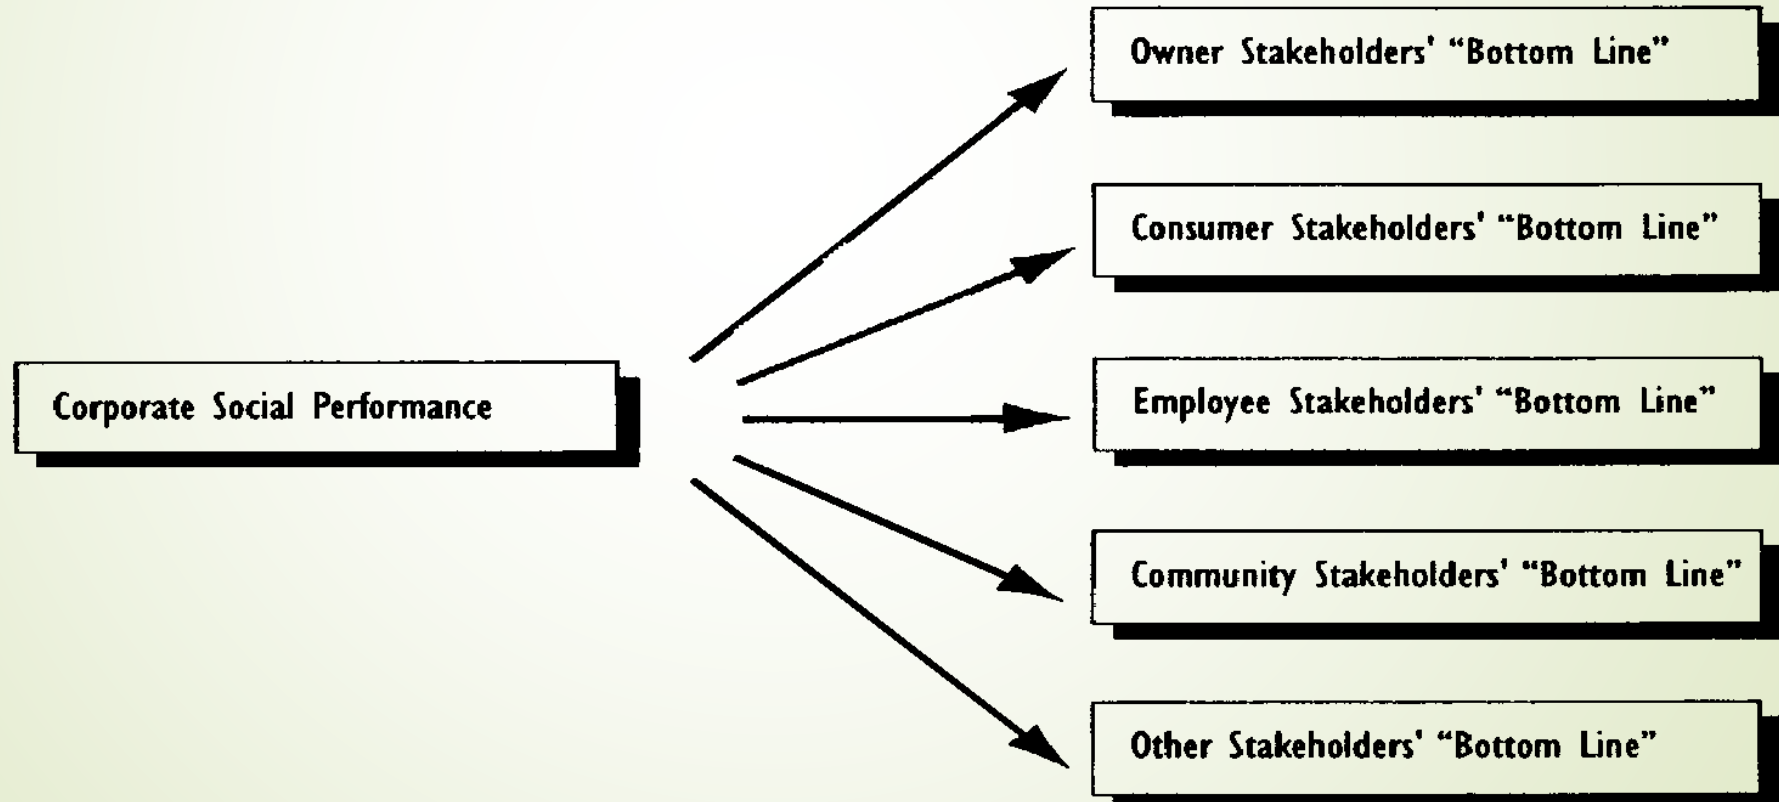 Owner Stakeholders' “Bottom Line”
Consumer Stakeholders' “Bottom Line”
Corporate Social Performance
Employee Stakeholders' “Bottom Line”
Community Stakeholders' “Bottom Line”
Other Stakeholders' “Bottom Line”